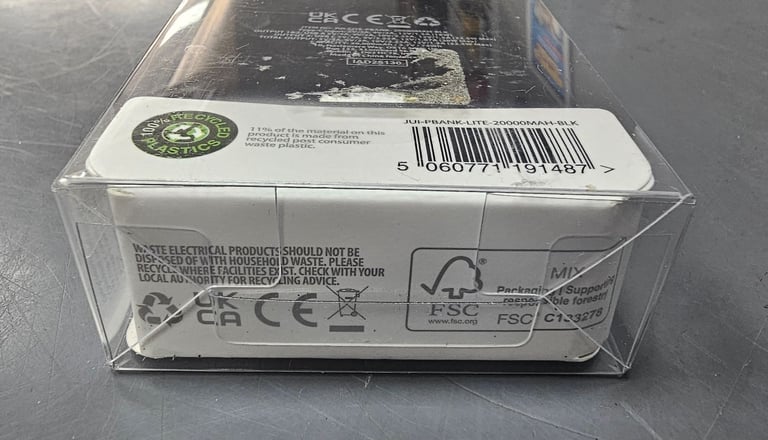 UK
CA CE
IAD25130
100% RECYCLED
PLASTICS
11% of the material on this
product is made from
recycled post consumer
waste plastic.
JUI-PBANK-LITE-20000MAH-BLK
5 060771 191487 >
WASTE ELECTRICAL PRODUCTS SHOULD NOT BE
DISPOSED OF WITH HOUSEHOLD WASTE. PLEASE
RECYCLE WHERE FACILITIES EXIST. CHECK WITH YOUR
LOCAL AUTHORITY FOR RECYCLING ADVICE.
UK
CA CE
FSC
www.fsc.org
®
MIX
Packaging | Supporting
responsible forestry
FSC C133278